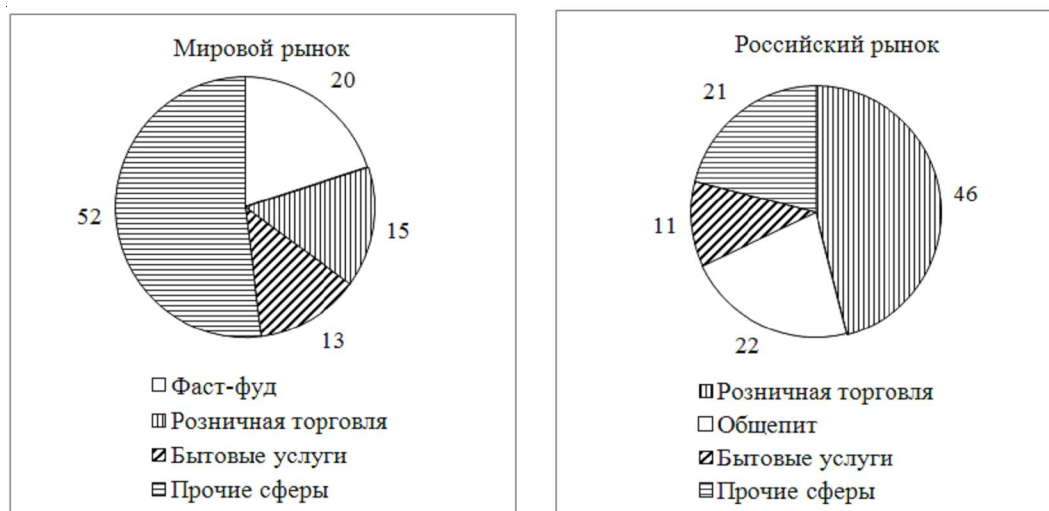 Мировой рынок
20
15
13
52
Фаст-фуд
Розничная торговля
Бытовые услуги
Прочие сферы
Российский рынок
21
46
11
22
Розничная торговля
Общепит
Бытовые услуги
Прочие сферы